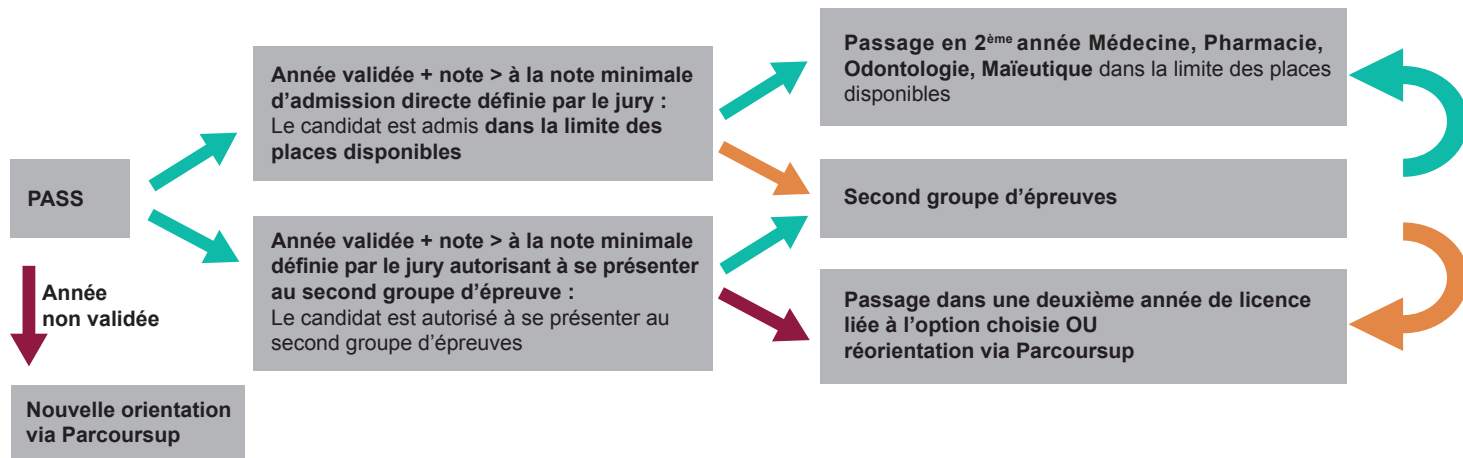 PASS
Année
non validée
Nouvelle orientation
via Parcoursup
Année validée + note > à la note minimale
d’admission directe définie par le jury :
Le candidat est admis dans la limite des
places disponibles
Année validée + note > à la note minimale
définie par le jury autorisant à se présenter
au second groupe d’épreuve :
Le candidat est autorisé à se présenter au
second groupe d’épreuves
Passage en 2ème année Médecine, Pharmacie,
Odontologie, Maïeutique dans la limite des places
disponibles
Second groupe d’épreuves
Passage dans une deuxième année de licence
liée à l’option choisie OU
réorientation via Parcoursup